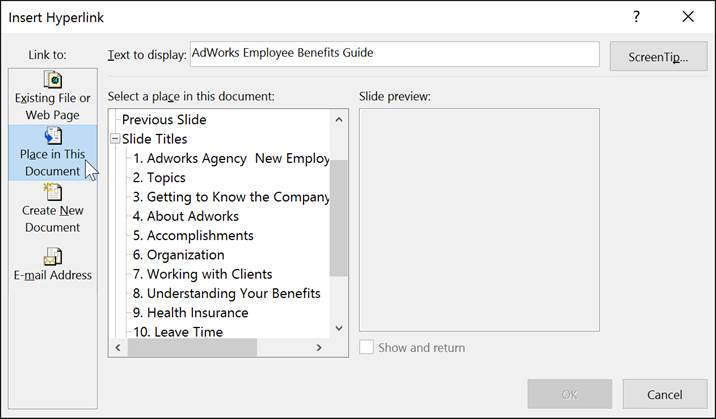 Insert Hyperlink
?
Link to:
Text to display:
AdWorks Employee Benefits Guide
ScreenTip...
Existing File or
Web Page
Place in This
Document
Create New
Document
E-mail Address
Select a place in this document:
Previous Slide
Slide Titles
1. Adworks Agency  New Employ
2. Topics
3. Getting to Know the Company
4. About Adworks
5. Accomplishments
6. Organization
7. Working with Clients
8. Understanding Your Benefits
9. Health Insurance
10. Leave Time
Slide preview:
Show and return
OK
Cancel